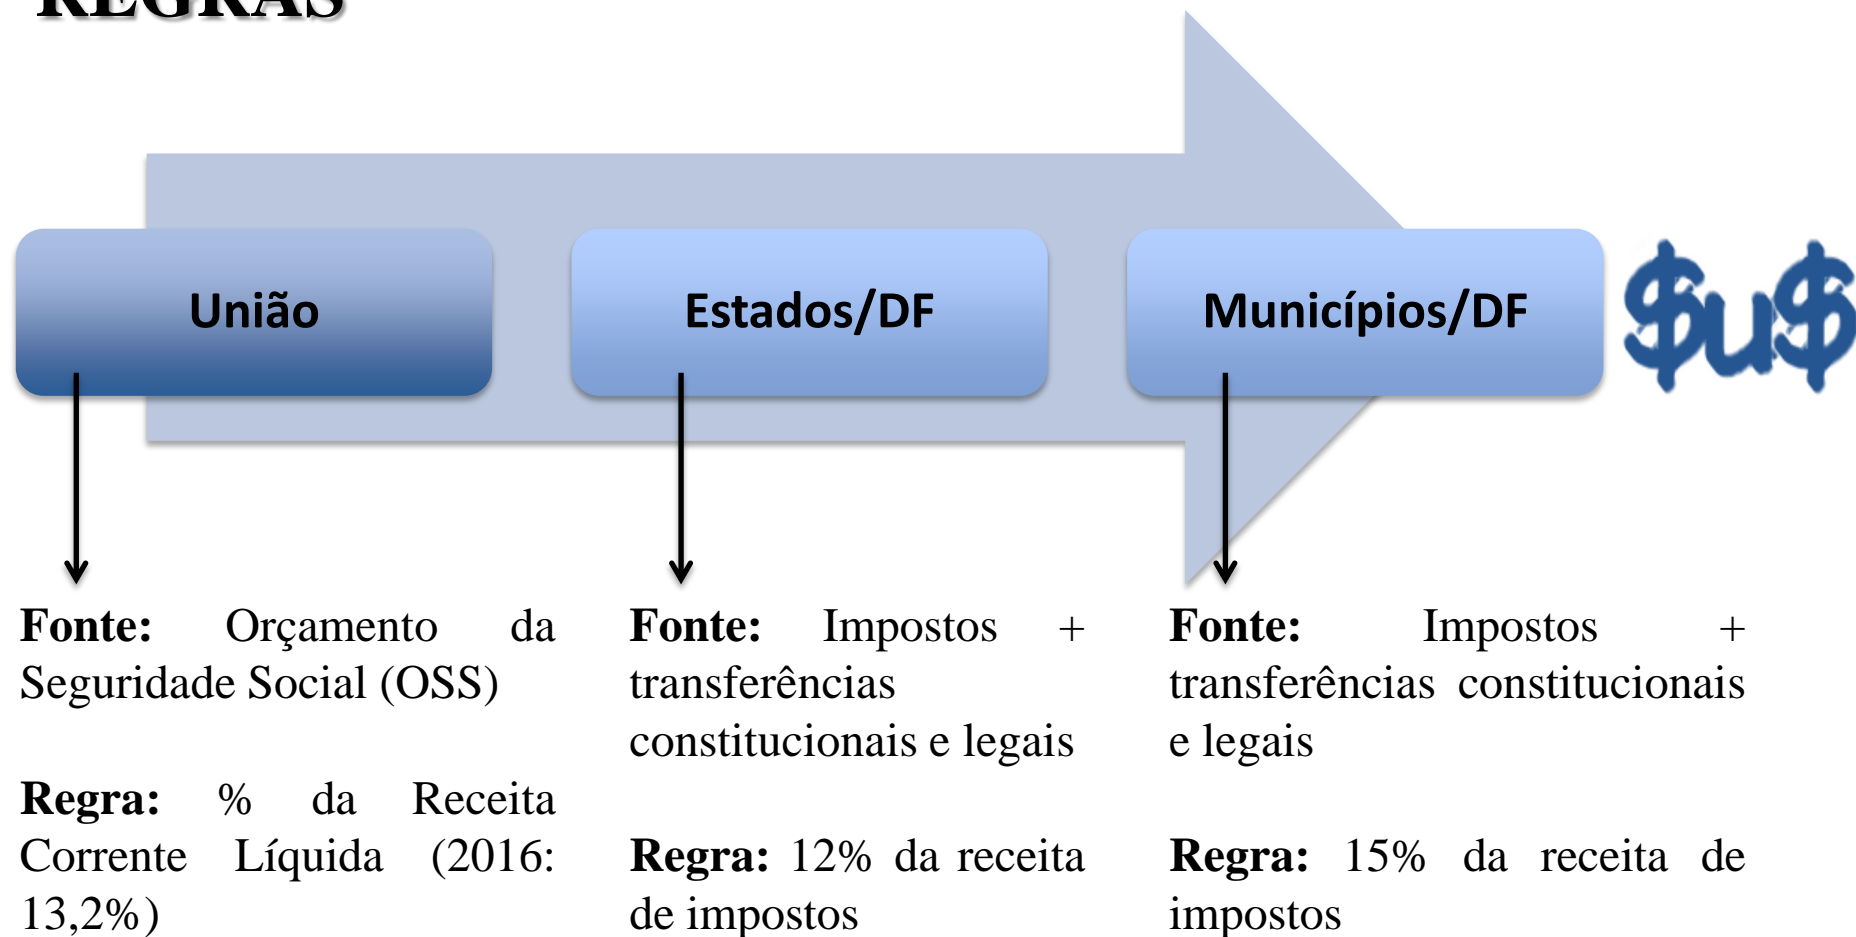 REGRAS
União
Estados/DF
Municípios/DF
$u$
Fonte: Orçamento da
Seguridade Social (OSS)
Regra: % da Receita
Corrente Líquida (2016:
13,2%)
Fonte: Impostos +
transferências
constitucionais e legais
Regra: 12% da receita
de impostos
Fonte: Impostos +
transferências constitucionais
e legais
Regra: 15% da receita de
impostos